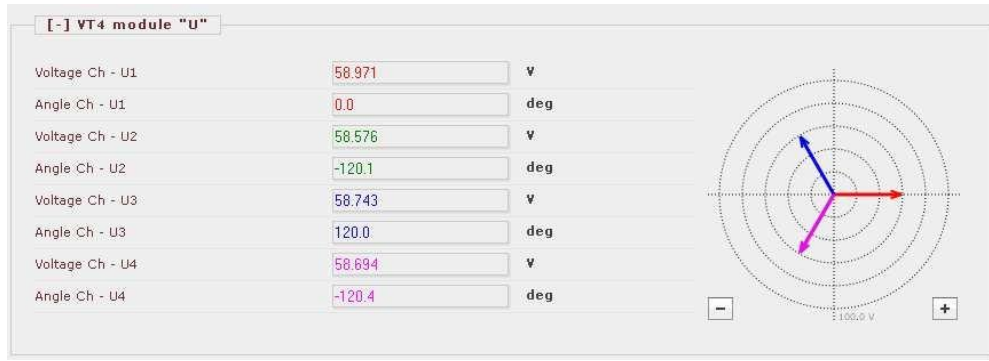 [-] VT4 module "U"
Voltage Ch - U1 58.971 V
Angle Ch - U1 0.0 deg
Voltage Ch - U2 58.576 V
Angle Ch - U2 -120.1 deg
Voltage Ch - U3 58.743 V
Angle Ch - U3 120.0 deg
Voltage Ch - U4 58.694 V
Angle Ch - U4 -120.4 deg
- +
100.0 V